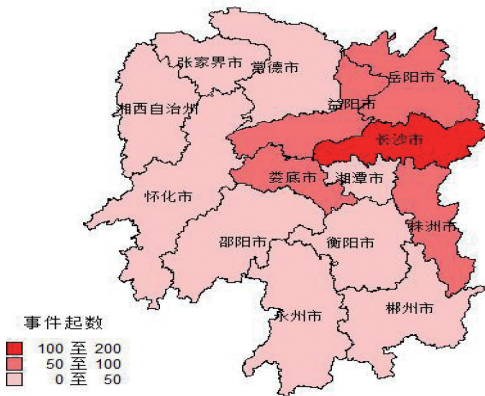 张家界市
常德市
岳阳市
益阳市
湘西自治州
长沙市
娄底市
湘潭市
怀化市
株洲市
邵阳市
衡阳市
永州市
郴州市
事件起数
100 至 200
50 至 100
0 至 50